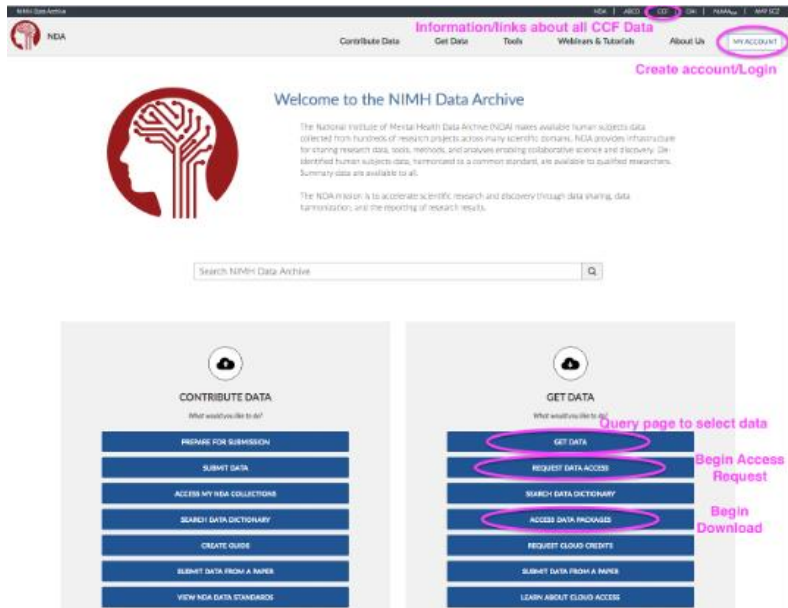 NIMH Data Archive
NDA | ABCD | CCF | OAI | NIAAA | AMP SCZ
NDA
Information/links about all CCF Data
Contribute Data Get Data Tools Webinars & Tutorials About Us MY ACCOUNT
Create account/Login
Welcome to the NIMH Data Archive
The National Institute of Mental Health Data Archive (NDA) makes available human subjects data
collected from hundreds of research projects across many scientific domains. NDA provides infrastructure
for sharing research data, tools, methods, and analyses enabling collaborative science and discovery. De-
identified human subjects data, harmonized to a common standard, are available to qualified researchers.
Summary data are available to all.
The NDA mission is to accelerate scientific research and discovery through data sharing, data
harmonization, and the reporting of research results.
Search NIMH Data Archive
CONTRIBUTE DATA
What would you like to do?
PREPARE FOR SUBMISSION
SUBMIT DATA
ACCESS MY NDA COLLECTIONS
SEARCH DATA DICTIONARY
CREATE GUIDS
SUBMIT DATA FROM A PAPER
VIEW NDA DATA STANDARDS
GET DATA
What would you like to do?
Query page to select data
GET DATA
Begin Access
Request
REQUEST DATA ACCESS
SEARCH DATA DICTIONARY
Begin
Download
ACCESS DATA PACKAGES
REQUEST CLOUD CREDITS
SUBMIT DATA FROM A PAPER
LEARN ABOUT CLOUD ACCESS